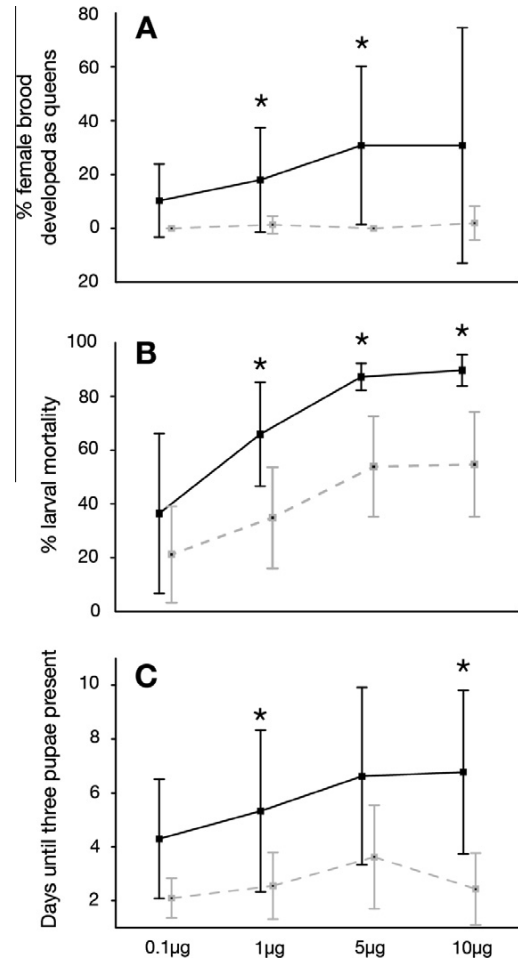 A
% female brood
developed as queens
80
60
40
20
0
20
*
*
B
% larval mortality
100
80
60
40
20
0
*
*
*
C
Days until three pupae present
10
8
6
4
2
*
*
0.1µg
1µg
5µg
10µg